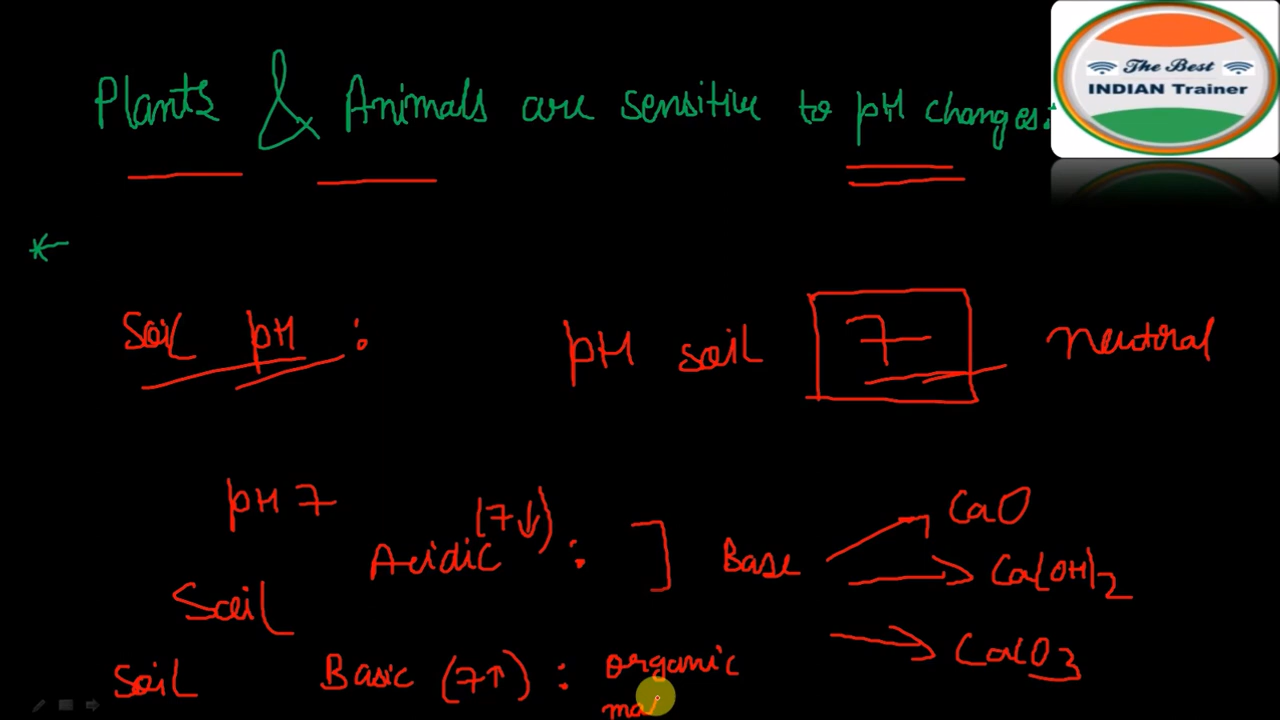 Plants & Animals are sensitive to pH changes:
The Best
INDIAN Trainer
Soil pH :
pH soil 7 neutral
pH 7
Acidic (7↓) : ] Base
CaO
Ca(OH)2
CaCO3
Soil
Soil Basic (7↑) : organic